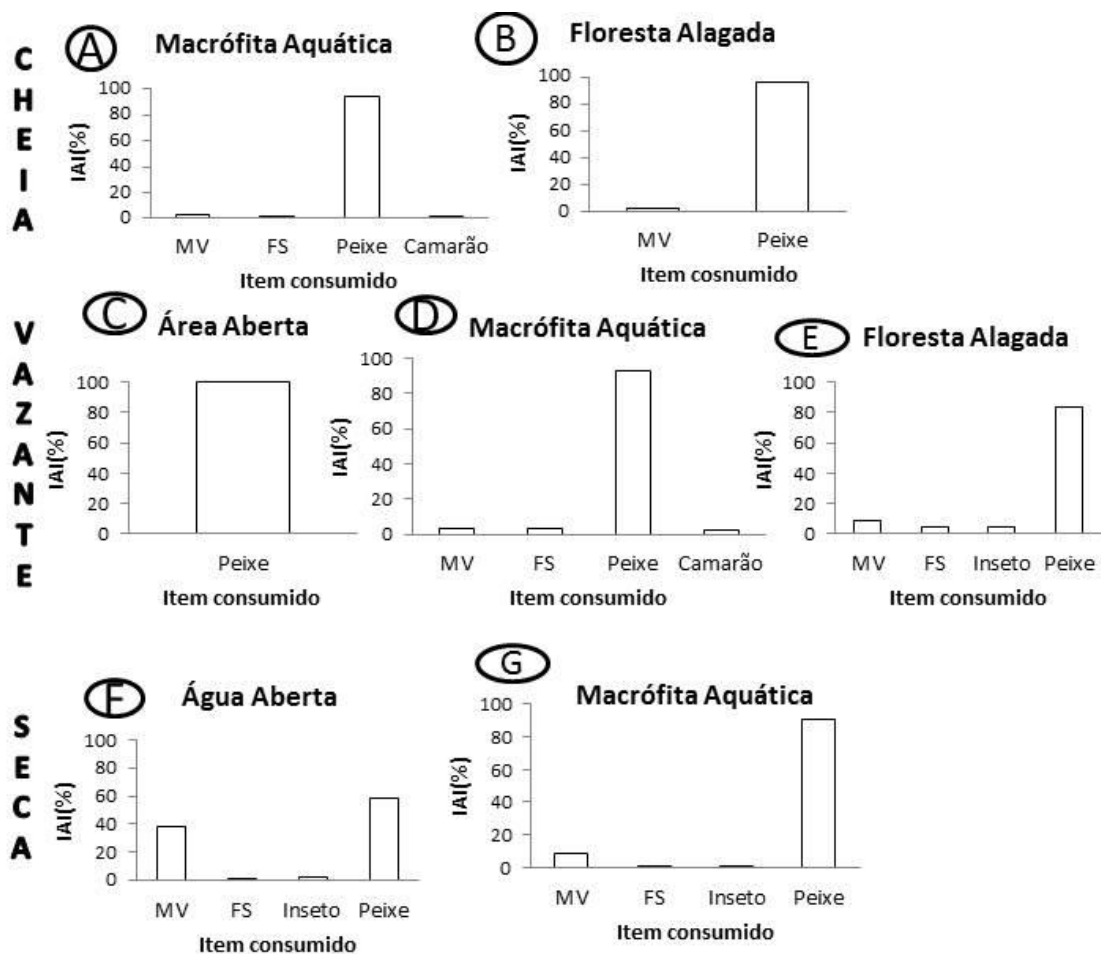 CHEIA
A
Macrófita Aquática
IAI(%)
100
80
60
40
20
0
MV FS Peixe Camarão
Item consumido
B
Floresta Alagada
IAI(%)
100
80
60
40
20
0
MV Peixe
Item cosnumido
VAZANTE
C
Área Aberta
IAI(%)
100
80
60
40
20
0
Peixe
Item consumido
D
Macrófita Aquática
IAI(%)
100
80
60
40
20
0
MV FS Peixe Camarão
Item consumido
E
Floresta Alagada
IAI(%)
100
80
60
40
20
0
MV FS Inseto Peixe
Item consumido
SECA
F
Água Aberta
IAI(%)
100
80
60
40
20
0
MV FS Inseto Peixe
Item consumido
G
Macrófita Aquática
IAI(%)
100
80
60
40
20
0
MV FS Inseto Peixe
Item consumido